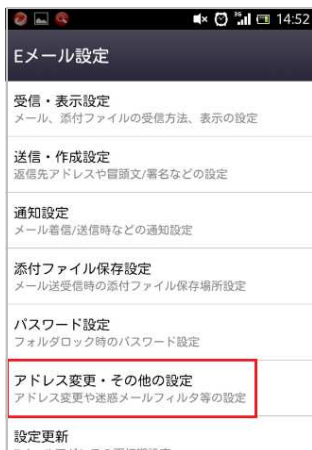 14:52
Eメール設定
受信・表示設定
メール、添付ファイルの受信方法、表示の設定
送信・作成設定
返信先アドレスや冒頭文/署名などの設定
通知設定
メール着信/送信時などの通知設定
添付ファイル保存設定
メール送受信時の添付ファイル保存場所設定
パスワード設定
フォルダロック時のパスワード設定
アドレス変更・その他の設定
アドレス変更や迷惑メールフィルタ等の設定
設定更新